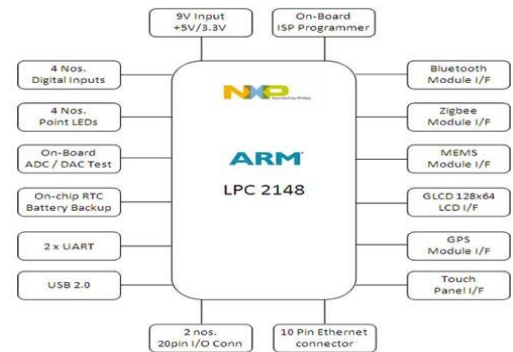 9V Input
+5V/3.3V
On-Board
ISP Programmer
4 Nos.
Digital Inputs
4 Nos.
Point LEDs
On-Board
ADC / DAC Test
On-chip RTC
Battery Backup
2 x UART
USB 2.0
NXP
founded by Philips
ARM
LPC 2148
Bluetooth
Module I/F
Zigbee
Module I/F
MEMS
Module I/F
GLCD 128x64
LCD I/F
GPS
Module I/F
Touch
Panel I/F
2 nos.
20pin I/O Conn
10 Pin Ethernet
connector